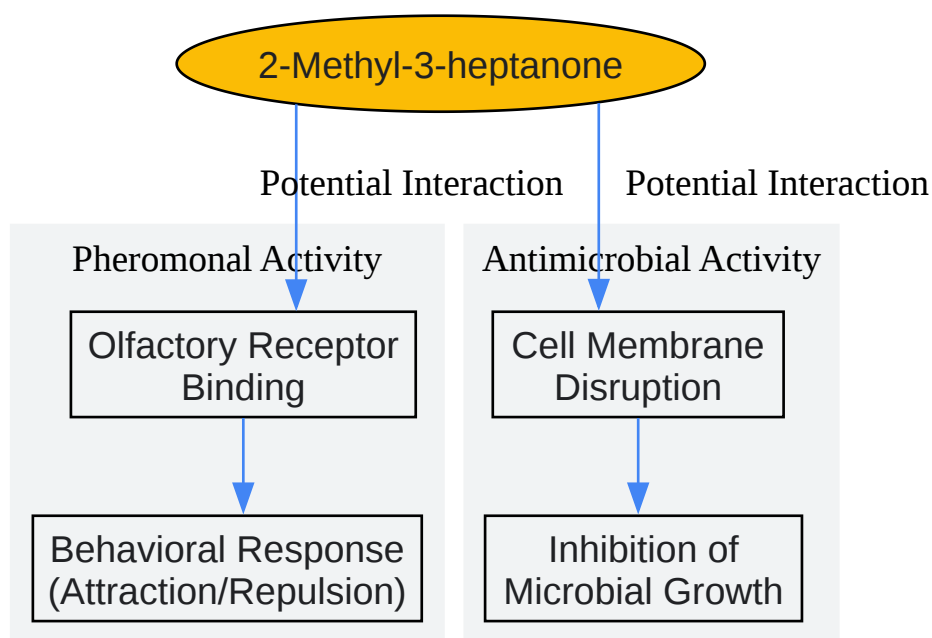 2-Methyl-3-heptanone
Potential Interaction
Potential Interaction
Pheromonal Activity
Antimicrobial Activity
Olfactory Receptor
Binding
Cell Membrane
Disruption
Behavioral Response
(Attraction/Repulsion)
Inhibition of
Microbial Growth